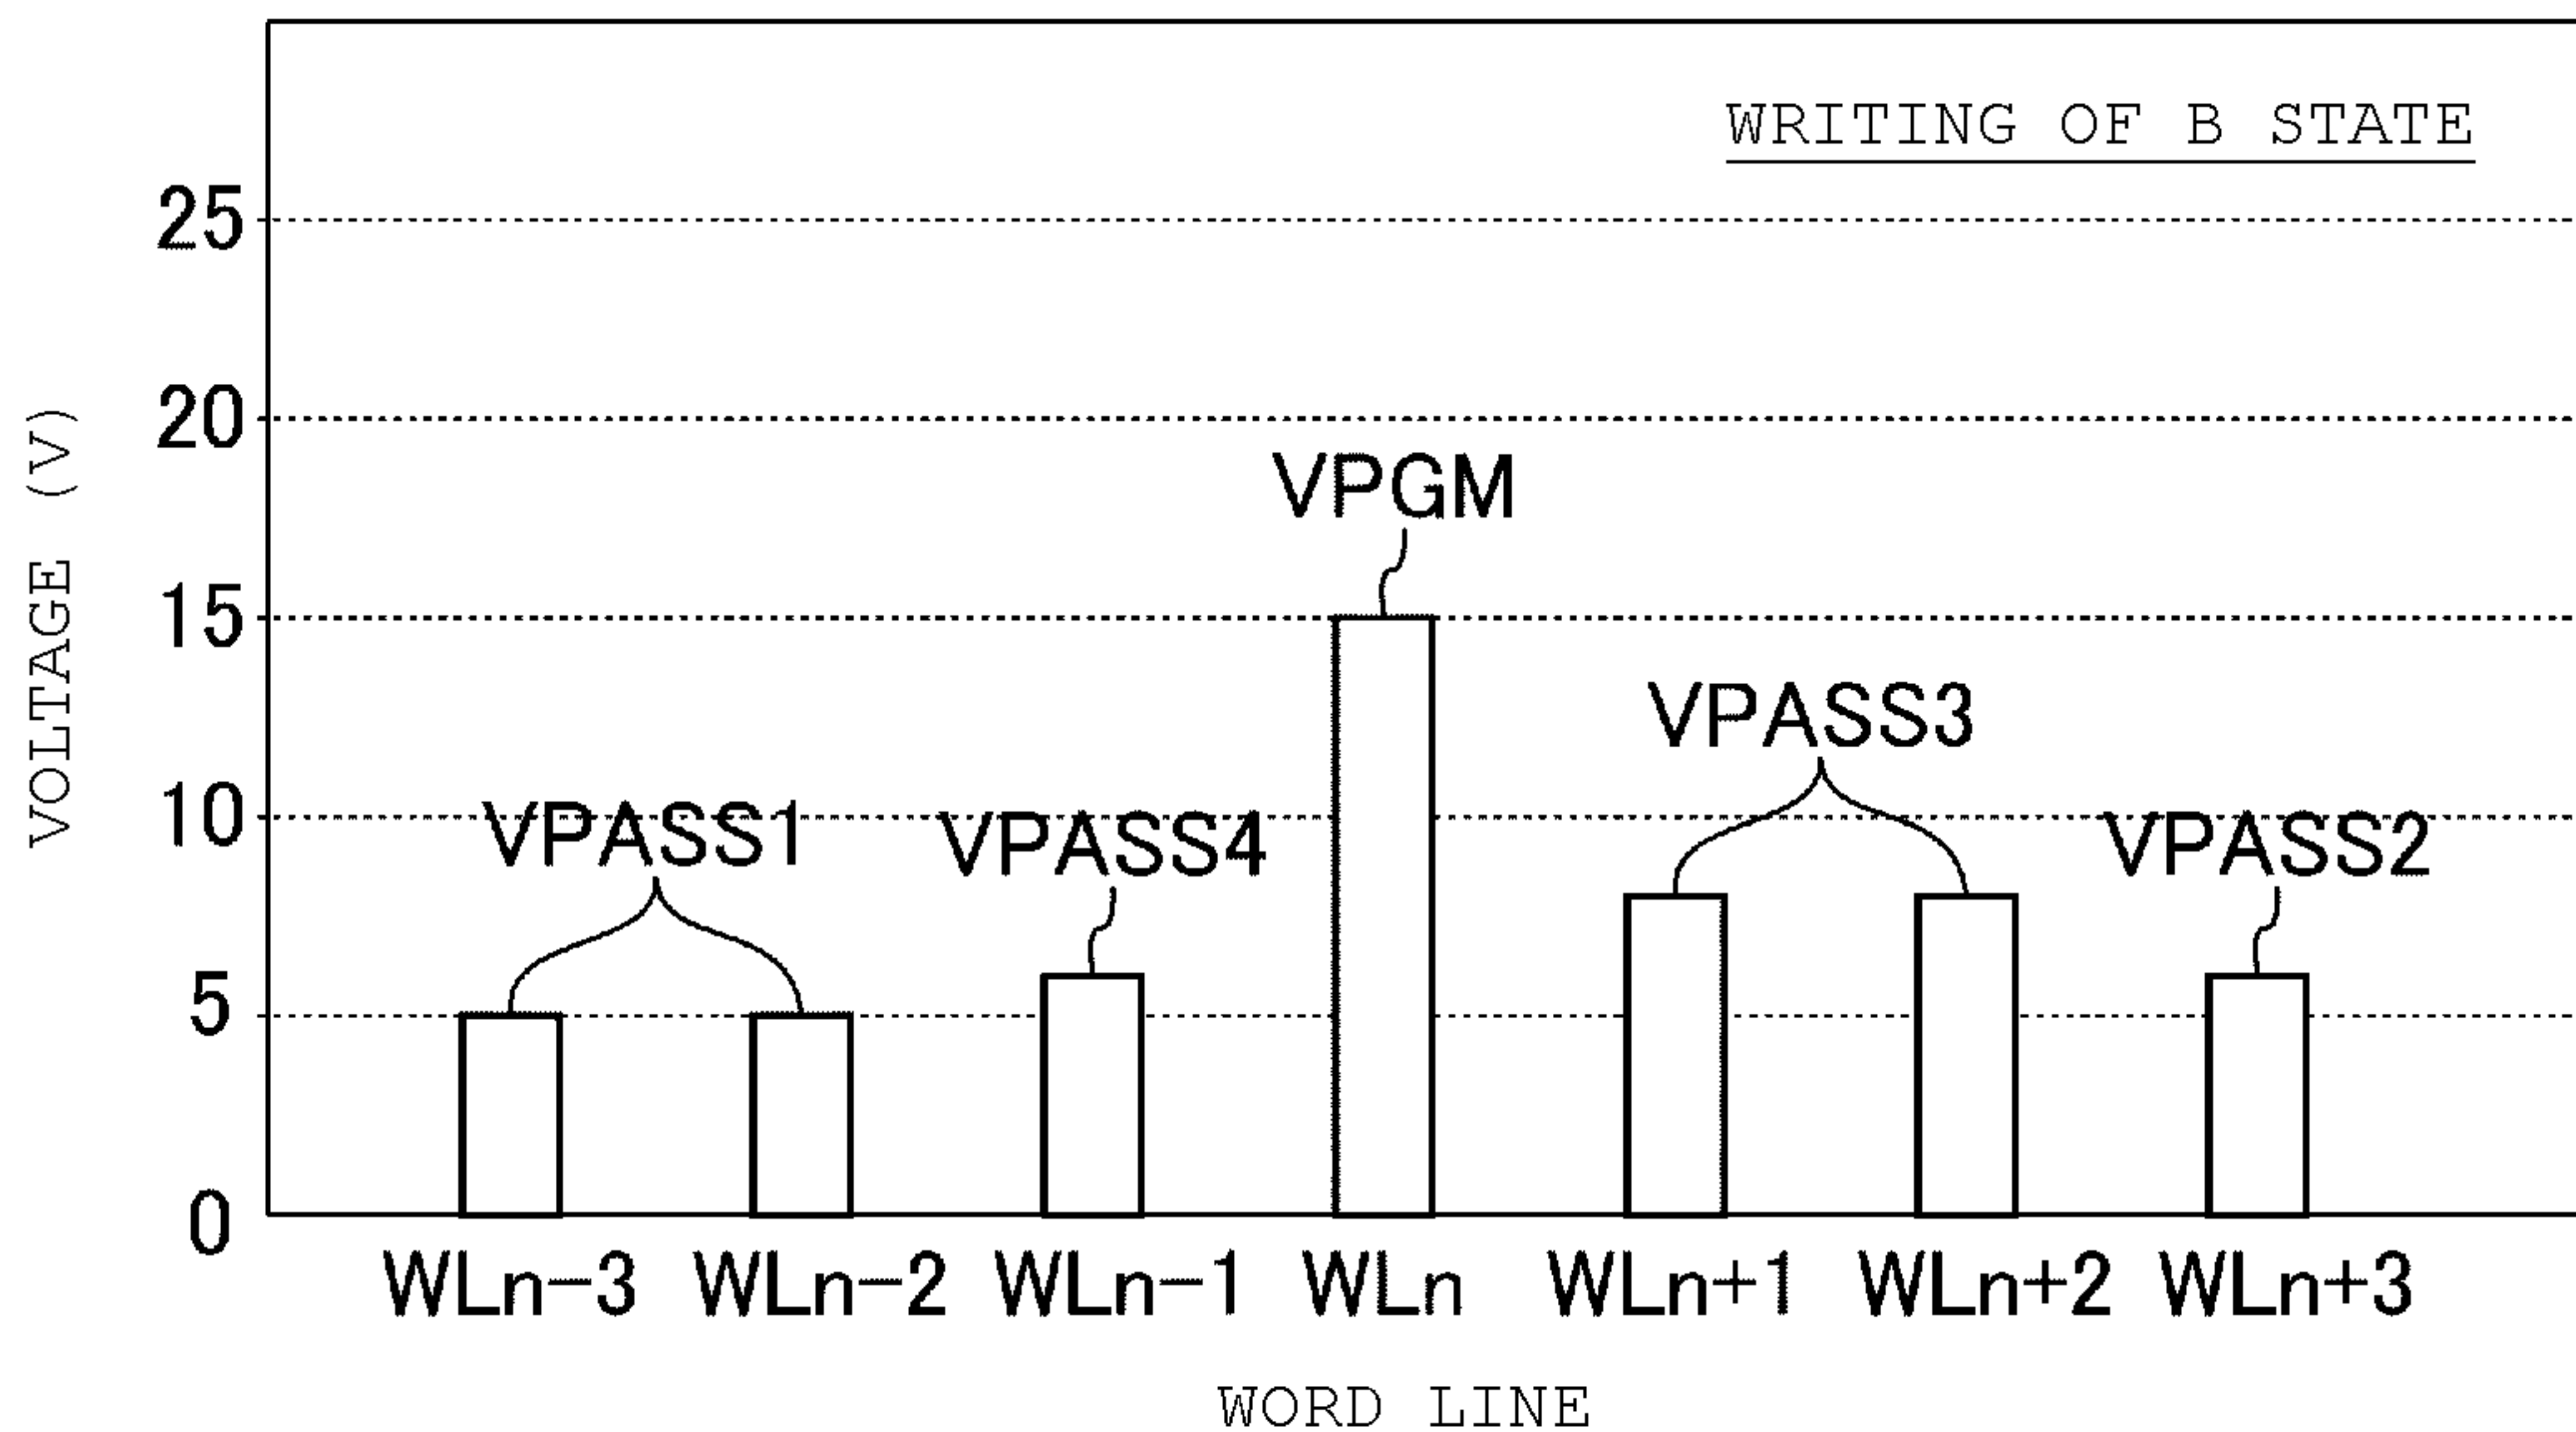 WRITING OF B STATE
VOLTAGE (V)
25
20
15
10
5
0
VPGM
VPASS3
VPASS1
VPASS4
VPASS2
WLn-3 WLn-2 WLn-1 WLn WLn+1 WLn+2 WLn+3
WORD LINE